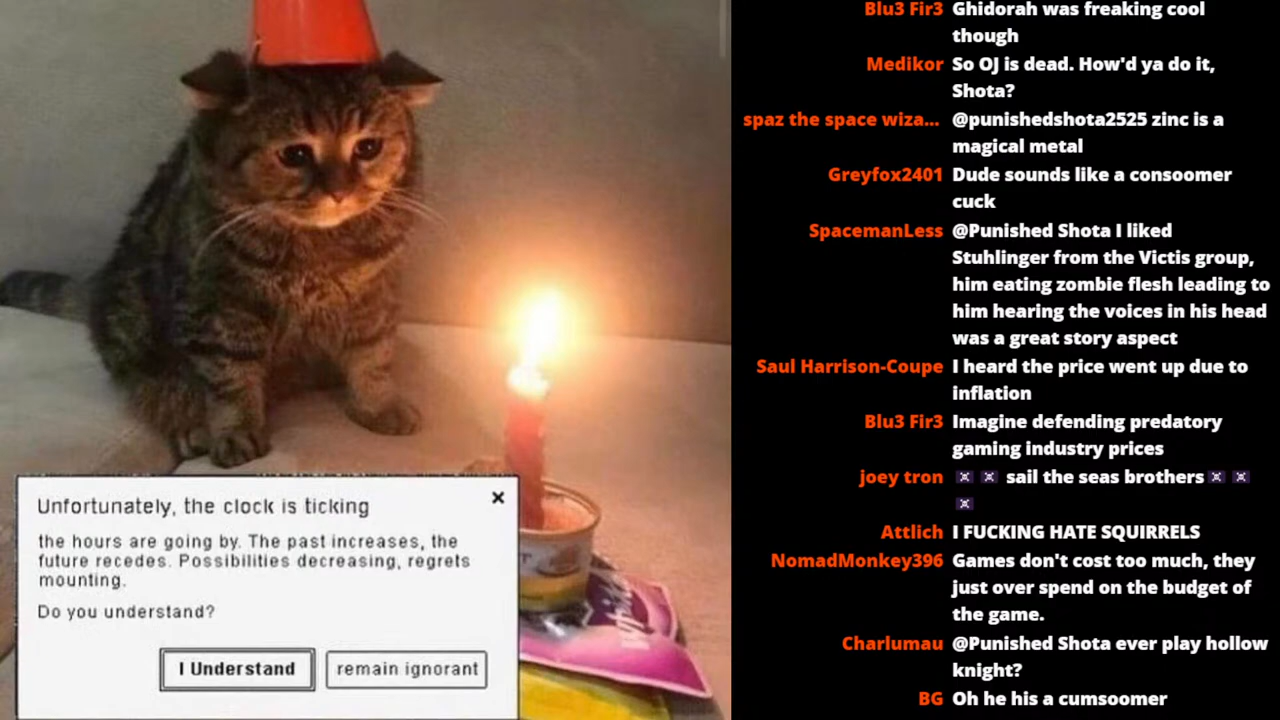 Unfortunately, the clock is ticking
the hours are going by. The past increases, the
future recedes. Possibilities decreasing, regrets
mounting.
Do you understand?
I Understand
remain ignorant
Blu3 Fir3 Ghidorah was freaking cool
though
Medikor So OJ is dead. How'd ya do it,
Shota?
spaz the space wiza... @punishedshota2525 zinc is a
magical metal
Greyfox2401 Dude sounds like a consoomer
cuck
SpacemanLess @Punished Shota I liked
Stuhlinger from the Victis group,
him eating zombie flesh leading to
him hearing the voices in his head
was a great story aspect
Saul Harrison-Coupe I heard the price went up due to
inflation
Blu3 Fir3 Imagine defending predatory
gaming industry prices
joey tron sail the seas brothers
Attlich I FUCKING HATE SQUIRRELS
NomadMonkey396 Games don't cost too much, they
just over spend on the budget of
the game.
Charlumau @Punished Shota ever play hollow
knight?
BG Oh he his a cumsoomer